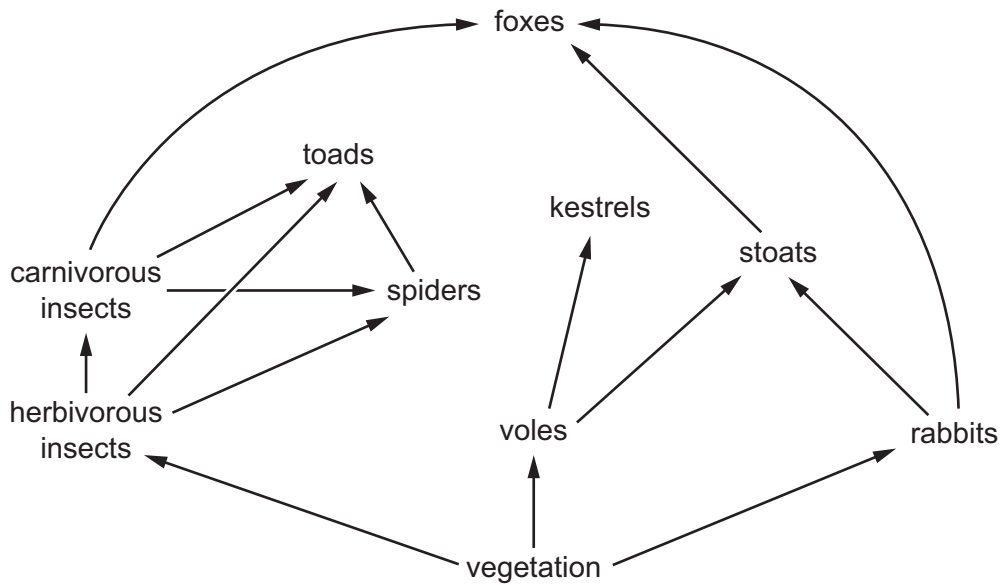 foxes
toads
kestrels
stoats
carnivorous
insects
spiders
herbivorous
insects
voles
rabbits
vegetation